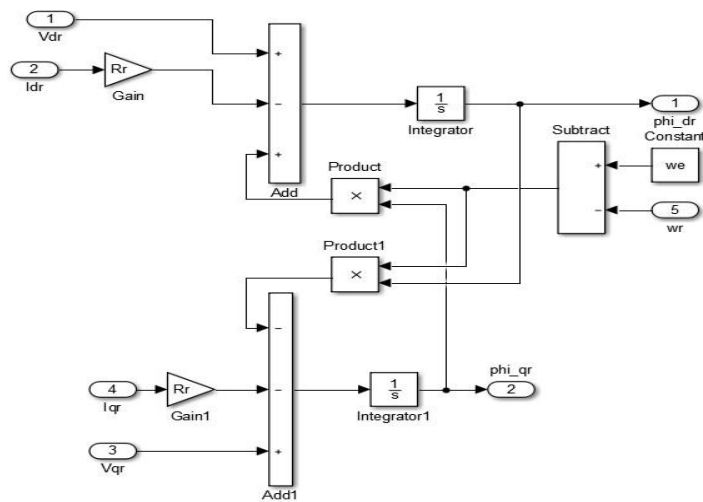 1
Vdr
+
2
Idr
Rr
Gain
−
+
Add
1
s
Integrator
1
phi_dr
Constant
Subtract
we
+
−
5
wr
Product
×
Product1
×
−
4
Iqr
Rr
Gain1
−
3
Vqr
+
Add1
1
s
Integrator1
phi_qr
2